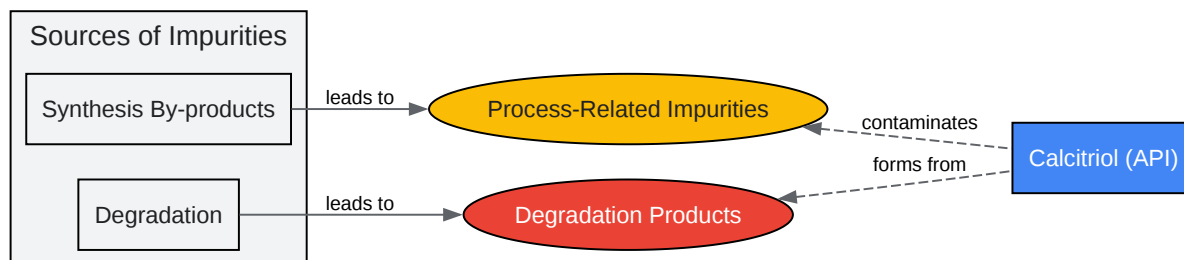 Sources of Impurities
Synthesis By-products
leads to
Process-Related Impurities
contaminates
Calcitriol (API)
forms from
Degradation
leads to
Degradation Products